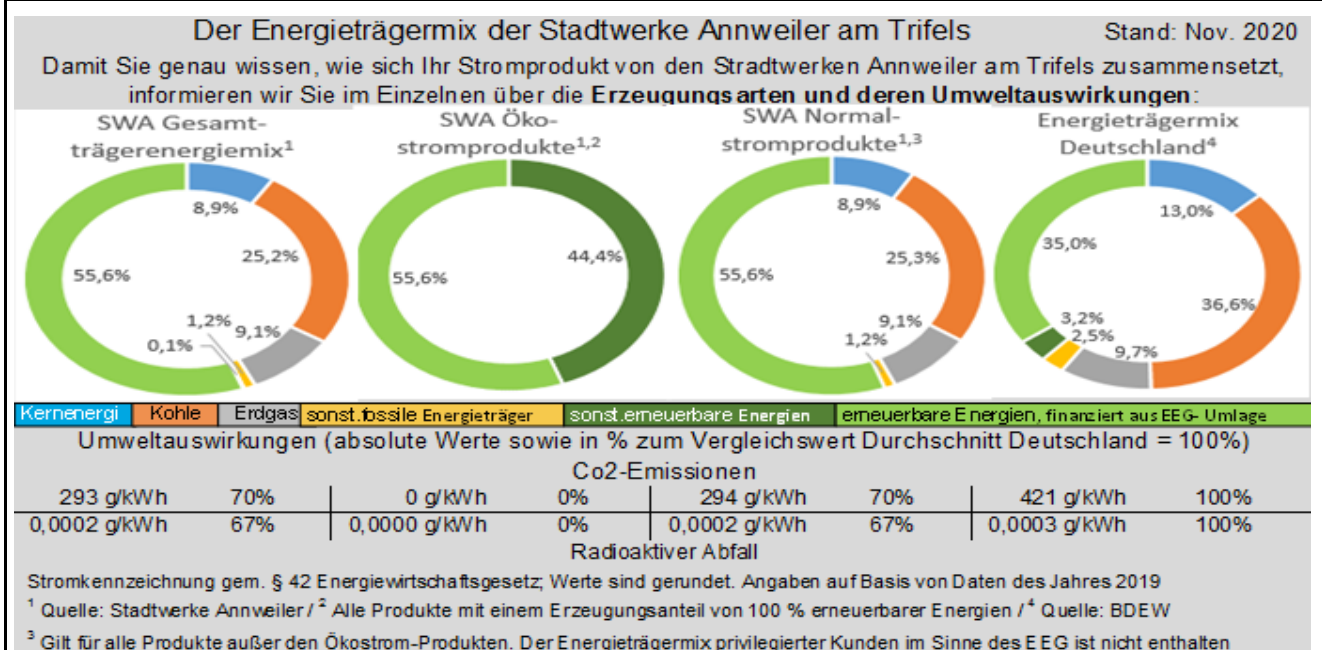 Der Energieträgermix der Stadtwerke Annweiler am Trifels Stand: Nov. 2020
Damit Sie genau wissen, wie sich Ihr Stromprodukt von den Stradtwerken Annweiler am Trifels zusammensetzt,
informieren wir Sie im Einzelnen über die Erzeugungsarten und deren Umweltauswirkungen:
SWA Gesamt-
trägerenergiemix¹
8,9%
25,2%
55,6%
1,2%
9,1%
0,1%
SWA Öko-
stromprodukte¹,²
44,4%
55,6%
SWA Normal-
stromprodukte¹,³
8,9%
25,3%
55,6%
9,1%
1,2%
Energieträgermix
Deutschland⁴
13,0%
35,0%
36,6%
3,2%
2,5%
9,7%
Kernenergi Kohle Erdgas sonst.fossile Energieträger sonst.erneuerbare Energien erneuerbare Energien, finanziert aus EEG- Umlage
Umweltauswirkungen (absolute Werte sowie in % zum Vergleichswert Durchschnitt Deutschland = 100%)
Co2-Emissionen
293 g/kWh 70% 0 g/kWh 0% 294 g/kWh 70% 421 g/kWh 100%
0,0002 g/kWh 67% 0,0000 g/kWh 0% 0,0002 g/kWh 67% 0,0003 g/kWh 100%
Radioaktiver Abfall
Stromkennzeichnung gem. § 42 Energiewirtschaftsgesetz; Werte sind gerundet. Angaben auf Basis von Daten des Jahres 2019
¹ Quelle: Stadtwerke Annweiler / ² Alle Produkte mit einem Erzeugungsanteil von 100 % erneuerbarer Energien / ⁴ Quelle: BDEW
³ Gilt für alle Produkte außer den Ökostrom-Produkten. Der Energieträgermix privilegierter Kunden im Sinne des EEG ist nicht enthalten